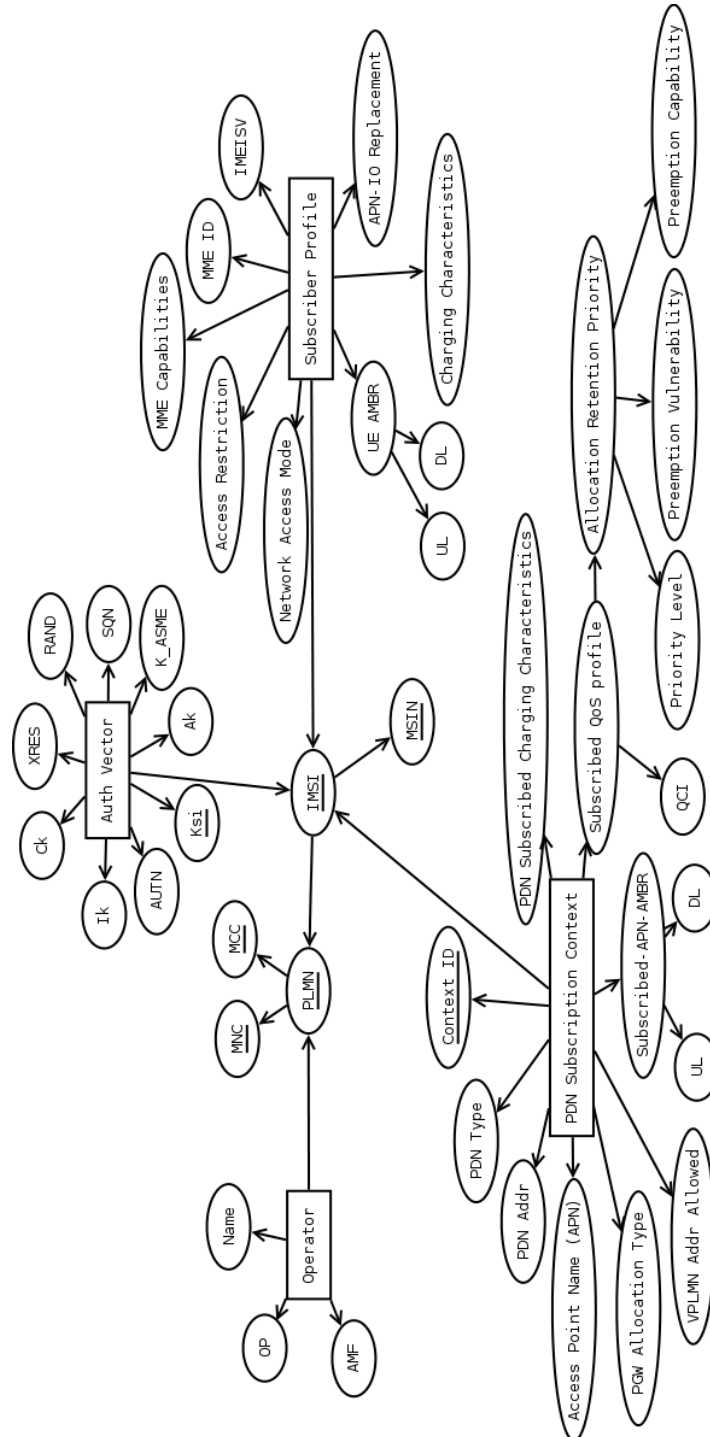 Operator
Name
OP
AMF
PLMN
MNC
MCC
IMSI
MSIN
Auth Vector
Ck
XRES
RAND
SQN
K_ASME
Ak
Ksi
AUTN
Ik
Subscriber Profile
MME Capabilities
MME ID
IMEISV
APN-IO Replacement
Charging Characteristics
Access Restriction
Network Access Mode
UE AMBR
UL
DL
PDN Subscription Context
Context ID
PDN Type
PDN Addr
Access Point Name (APN)
PGW Allocation Type
VPLMN Addr Allowed
Subscribed-APN-AMBR
UL
DL
PDN Subscribed Charging Characteristics
Subscribed QoS profile
QCI
Allocation Retention Priority
Priority Level
Preemption Vulnerability
Preemption Capability